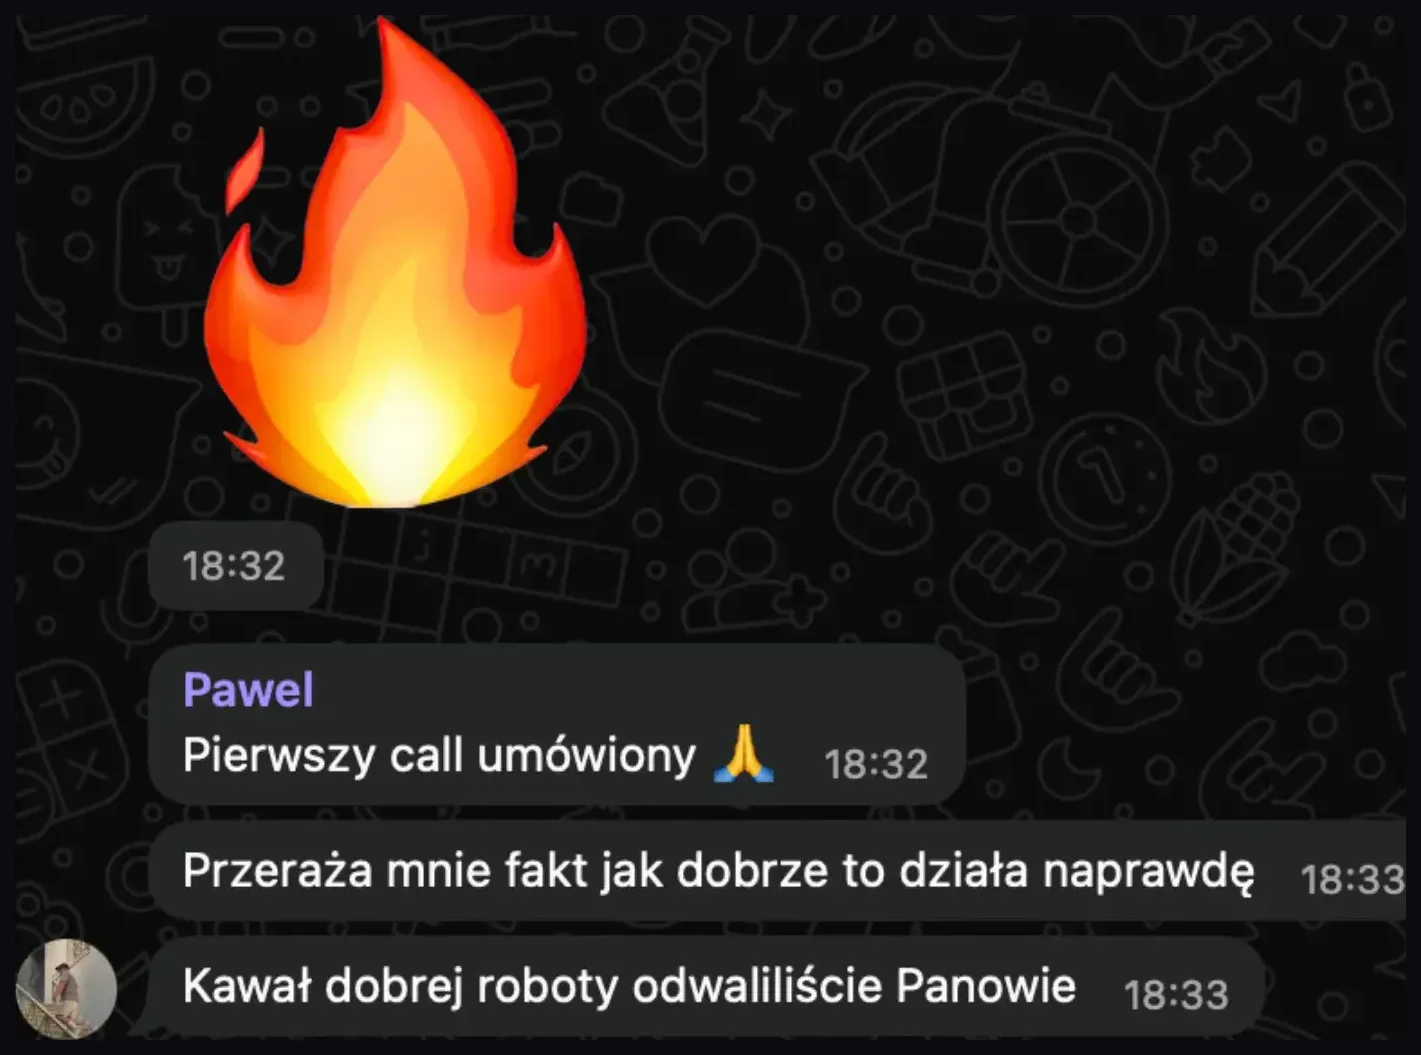 18:32
Pawel
Pierwszy call umówiony 🙏 18:32
Przeraża mnie fakt jak dobrze to działa naprawdę 18:33
Kawał dobrej roboty odwaliliście Panowie 18:33